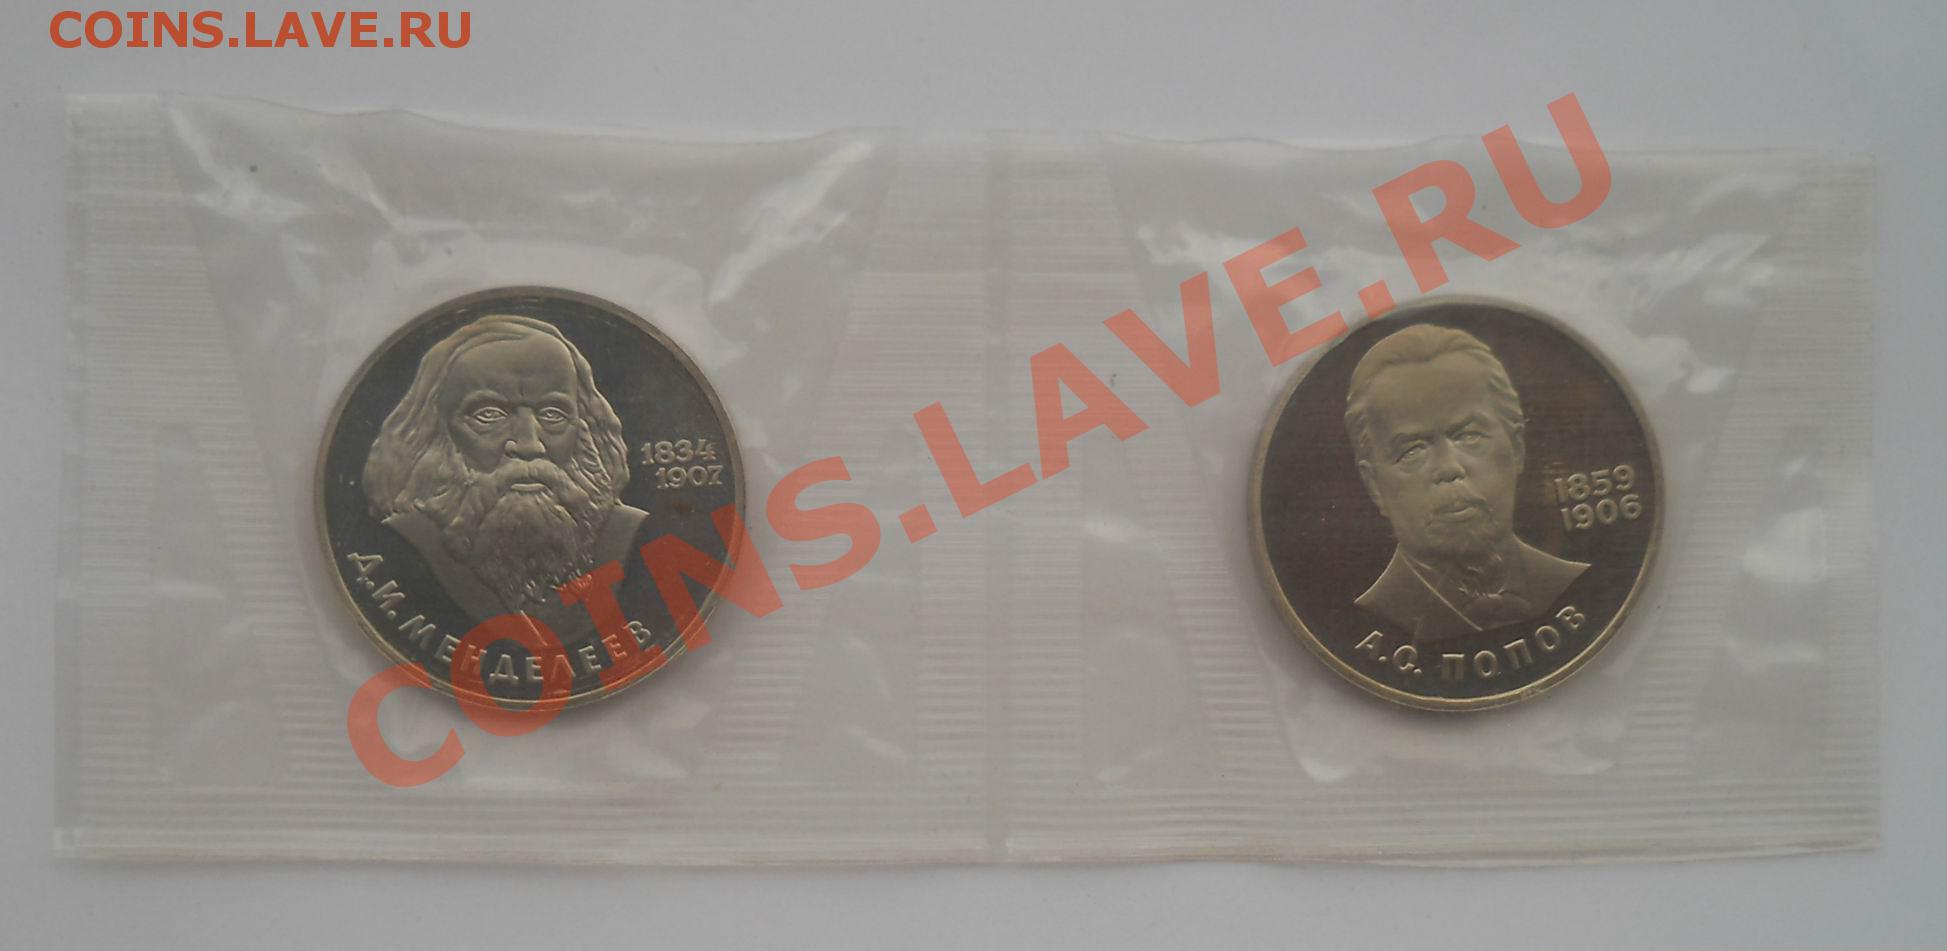 COINS.LAVE.RU
1834
1907
Д.И. МЕНДЕЛЕЕВ
1859
1906
А.С. ПОПОВ
COINS.LAVE.RU